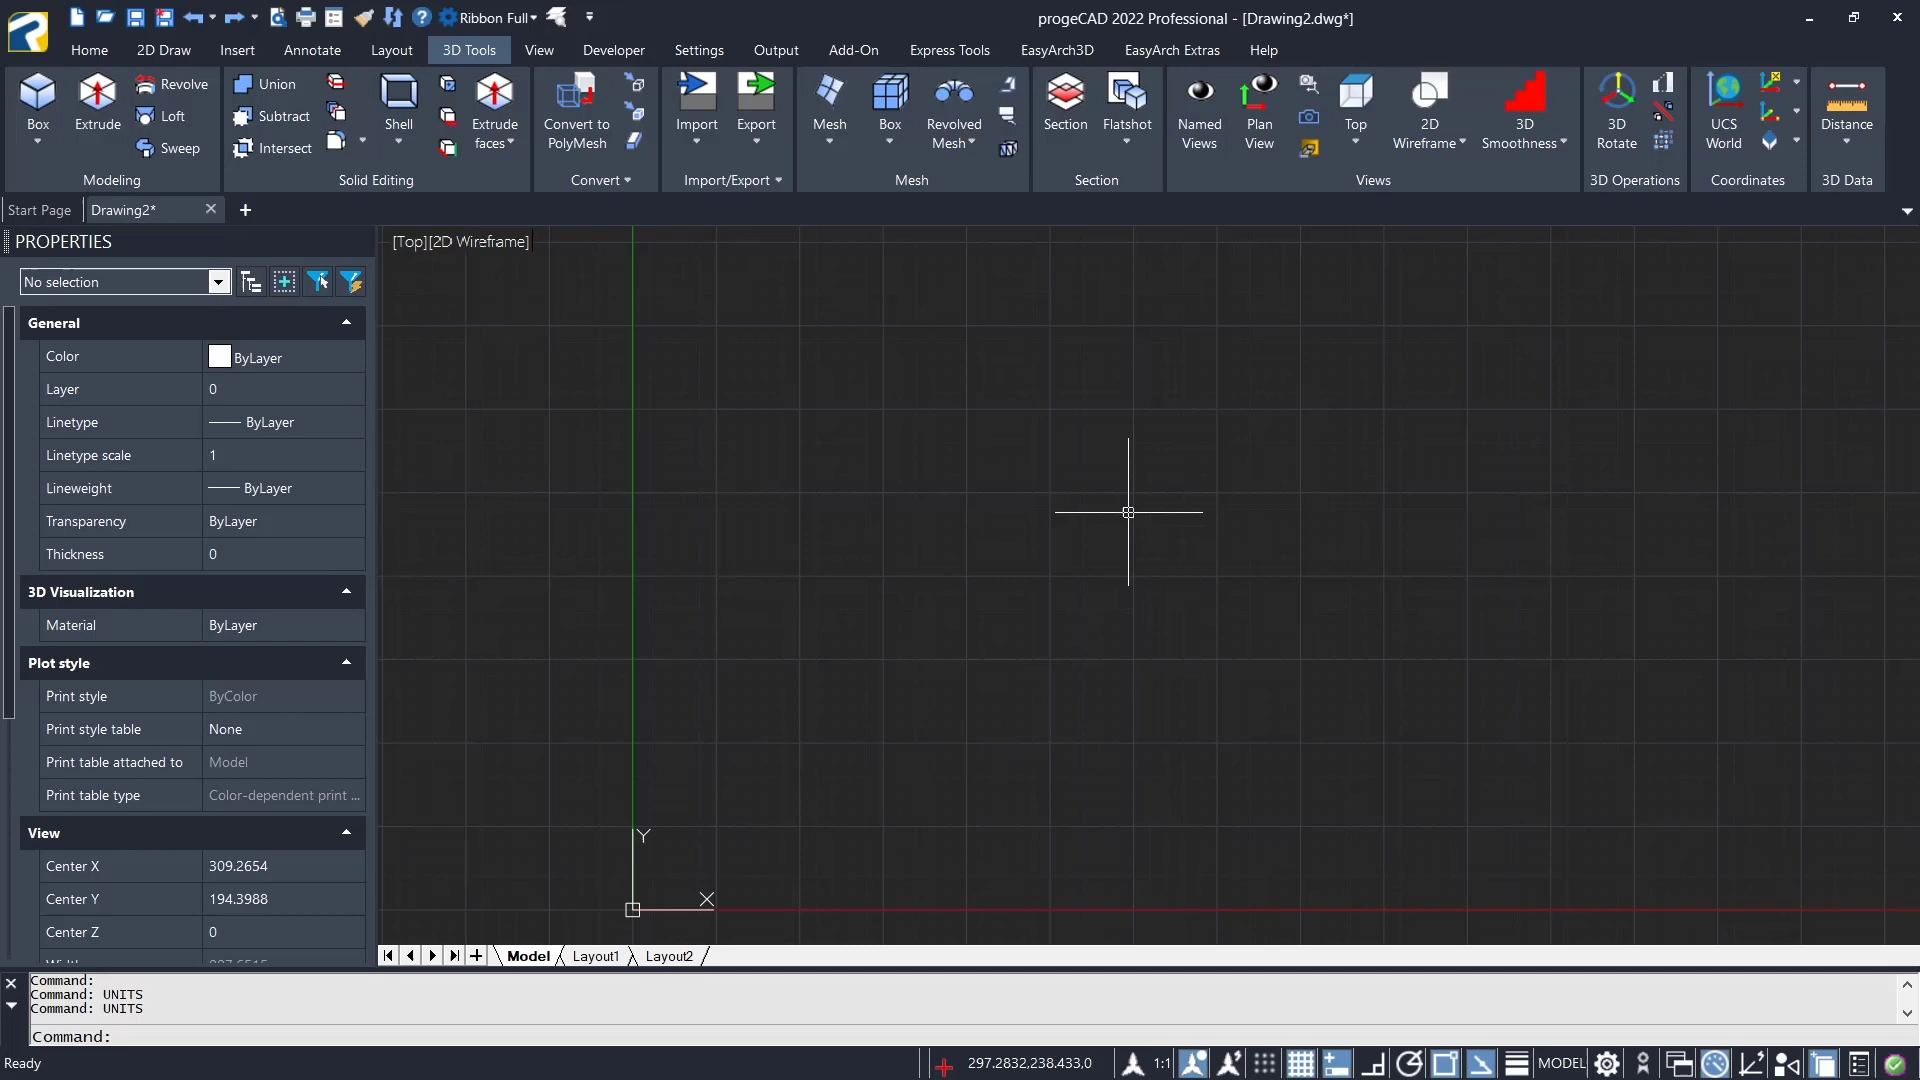 Ribbon Full
progeCAD 2022 Professional - [Drawing2.dwg*]
Home 2D Draw Insert Annotate Layout 3D Tools View Developer Settings Output Add-On Express Tools EasyArch3D EasyArch Extras Help
Box
Extrude
Revolve
Loft
Sweep
Modeling
Union
Subtract
Intersect
Shell
Extrude
faces
Solid Editing
Convert to
PolyMesh
Convert
Import
Export
Import/Export
Mesh
Box
Revolved
Mesh
Mesh
Section
Flatshot
Section
Named
Views
Plan
View
Top
2D
Wireframe
3D
Smoothness
Views
3D
Rotate
3D Operations
UCS
World
Coordinates
Distance
3D Data
Start Page
Drawing2*
PROPERTIES
[Top][2D Wireframe]
No selection
General
Color ByLayer
Layer 0
Linetype ByLayer
Linetype scale 1
Lineweight ByLayer
Transparency ByLayer
Thickness 0
3D Visualization
Material ByLayer
Plot style
Print style ByColor
Print style table None
Print table attached to Model
Print table type Color-dependent print ...
View
Center X 309.2654
Center Y 194.3988
Center Z 0
Y
X
Model Layout1 Layout2
Command:
Command: UNITS
Command: UNITS
Command:
Ready
297.2832,238.433,0
1:1
MODEL